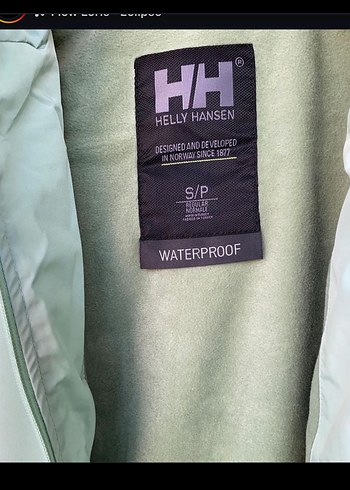 HH®
HELLY HANSEN
DESIGNED AND DEVELOPED
IN NORWAY SINCE 1877
S/P
REGULAR
NORMALE
WATERPROOF